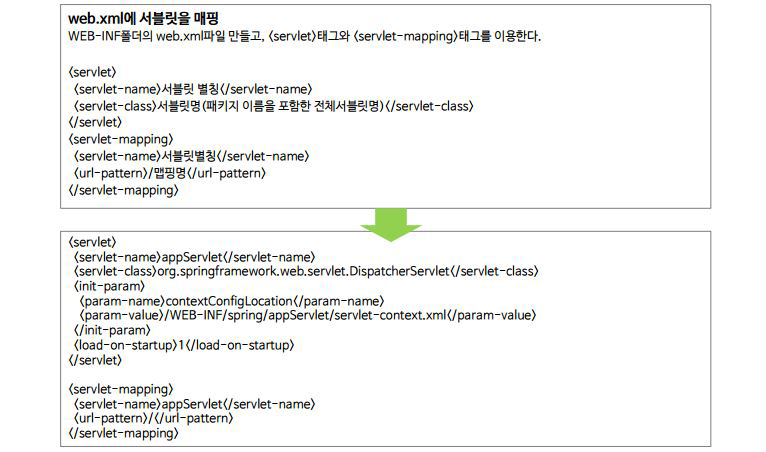 web.xml에 서블릿을 매핑
WEB-INF폴더의 web.xml파일 만들고, <servlet>태그와 <servlet-mapping>태그를 이용한다.
<servlet>
<servlet-name>서블릿 별칭</servlet-name>
<servlet-class>서블릿명(패키지 이름을 포함한 전체서블릿명)</servlet-class>
</servlet>
<servlet-mapping>
<servlet-name>서블릿별칭</servlet-name>
<url-pattern>/맵핑명</url-pattern>
</servlet-mapping>
<servlet>
<servlet-name>appServlet</servlet-name>
<servlet-class>org.springframework.web.servlet.DispatcherServlet</servlet-class>
<init-param>
<param-name>contextConfigLocation</param-name>
<param-value>/WEB-INF/spring/appServlet/servlet-context.xml</param-value>
</init-param>
<load-on-startup>1</load-on-startup>
</servlet>
<servlet-mapping>
<servlet-name>appServlet</servlet-name>
<url-pattern>/</url-pattern>
</servlet-mapping>